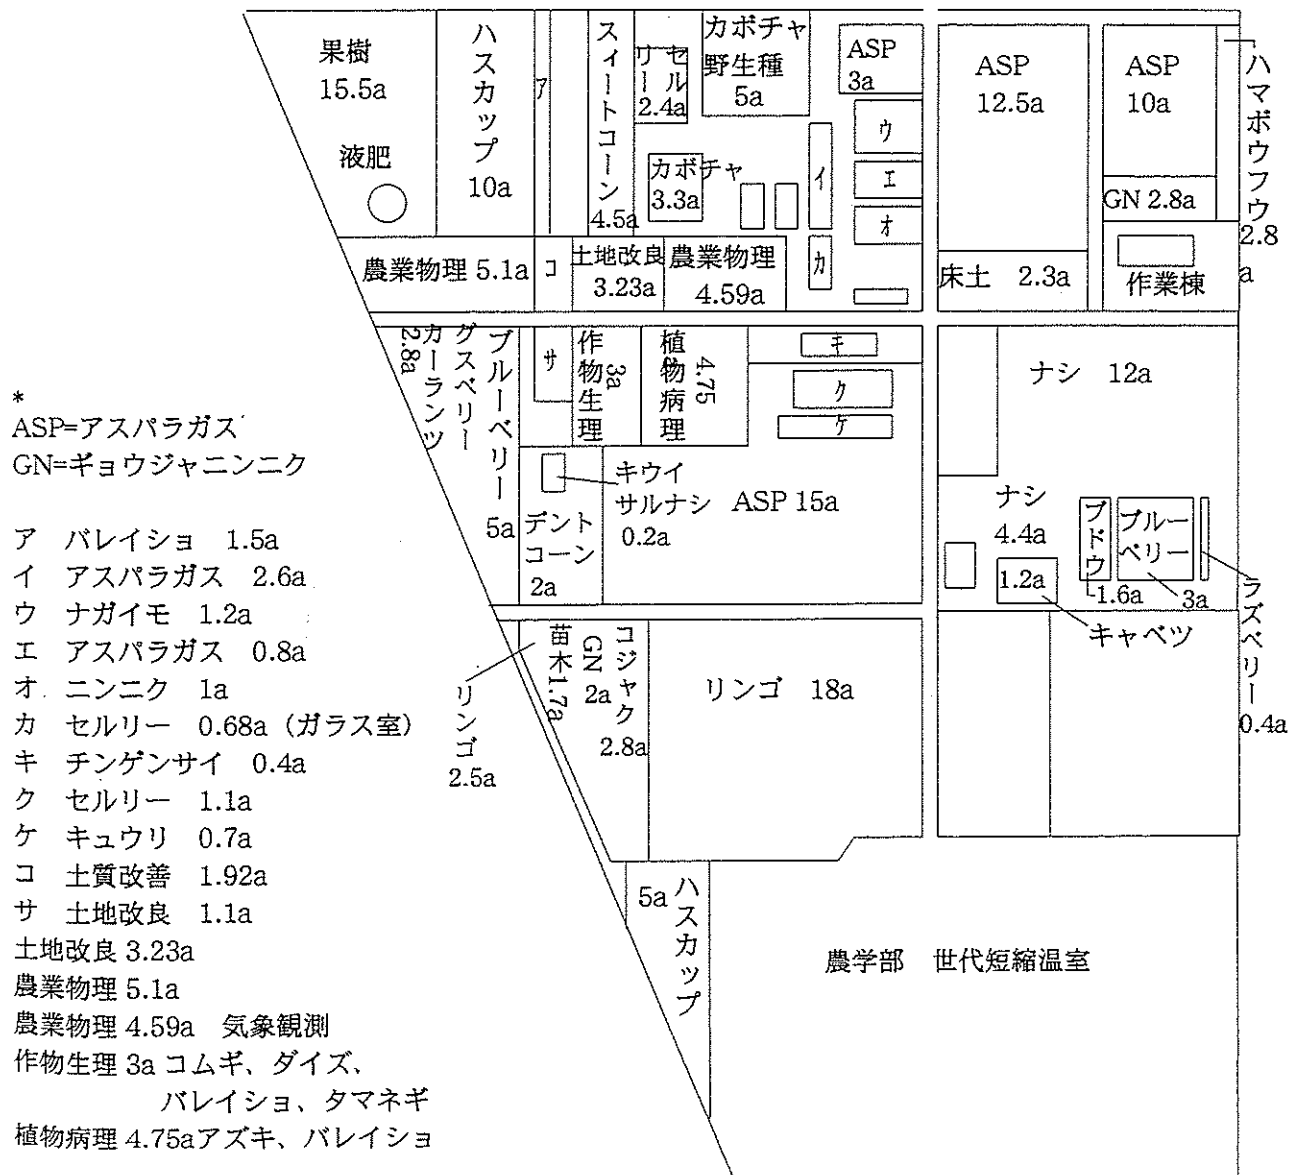 果樹
15.5a
液肥
ハスカップ
10a
ア
スィートコーン
4.5a
セルリー
2.4a
カボチャ
野生種
5a
カボチャ
3.3a
イ
ASP
3a
ウ
エ
オ
カ
ASP
12.5a
床土 2.3a
ASP
10a
GN 2.8a
作業棟
ハマボウフウ
2.8
a
農業物理 5.1a
コ
土地改良
3.23a
農業物理
4.59a
グスベリー
カーランツ
2.8a
ブルーベリー
5a
サ
作物生理
3a
植物病理
4.75
a
キ
ク
ケ
キウイ
サルナシ
0.2a
デント
コーン
2a
ASP 15a
ナシ 12a
ナシ
4.4a
1.2a
キャベツ
ブドウ
1.6a
ブルー
ベリー
3a
ラズベリー
0.4a
リンゴ
2.5a
苗木1.7a
GN 2a
コジャク
2.8a
リンゴ 18a
ハスカップ
5a
農学部 世代短縮温室
*
ASP=アスパラガス
GN=ギョウジャニンニク
ア バレイショ 1.5a
イ アスパラガス 2.6a
ウ ナガイモ 1.2a
エ アスパラガス 0.8a
オ ニンニク 1a
カ セルリー 0.68a (ガラス室)
キ チンゲンサイ 0.4a
ク セルリー 1.1a
ケ キュウリ 0.7a
コ 土質改善 1.92a
サ 土地改良 1.1a
土地改良 3.23a
農業物理 5.1a
農業物理 4.59a 気象観測
作物生理 3a コムギ、ダイズ、
バレイショ、タマネギ
植物病理 4.75aアズキ、バレイショ